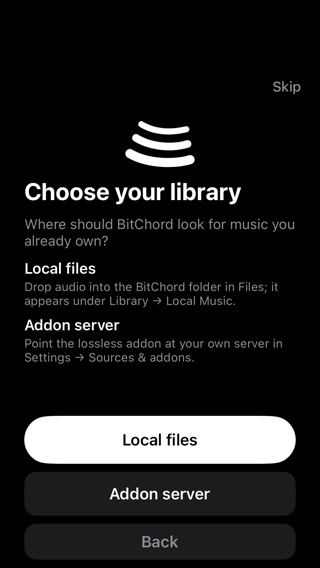 Skip
Choose your library
Where should BitChord look for music you
already own?
Local files
Drop audio into the BitChord folder in Files; it
appears under Library → Local Music.
Addon server
Point the lossless addon at your own server in
Settings → Sources & addons.
Local files
Addon server
Back